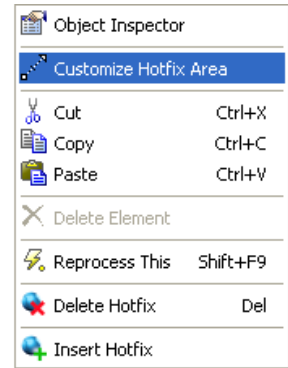 Object Inspector
Customize Hotfix Area
Cut Ctrl+X
Copy Ctrl+C
Paste Ctrl+V
Delete Element
Reprocess This Shift+F9
Delete Hotfix Del
Insert Hotfix